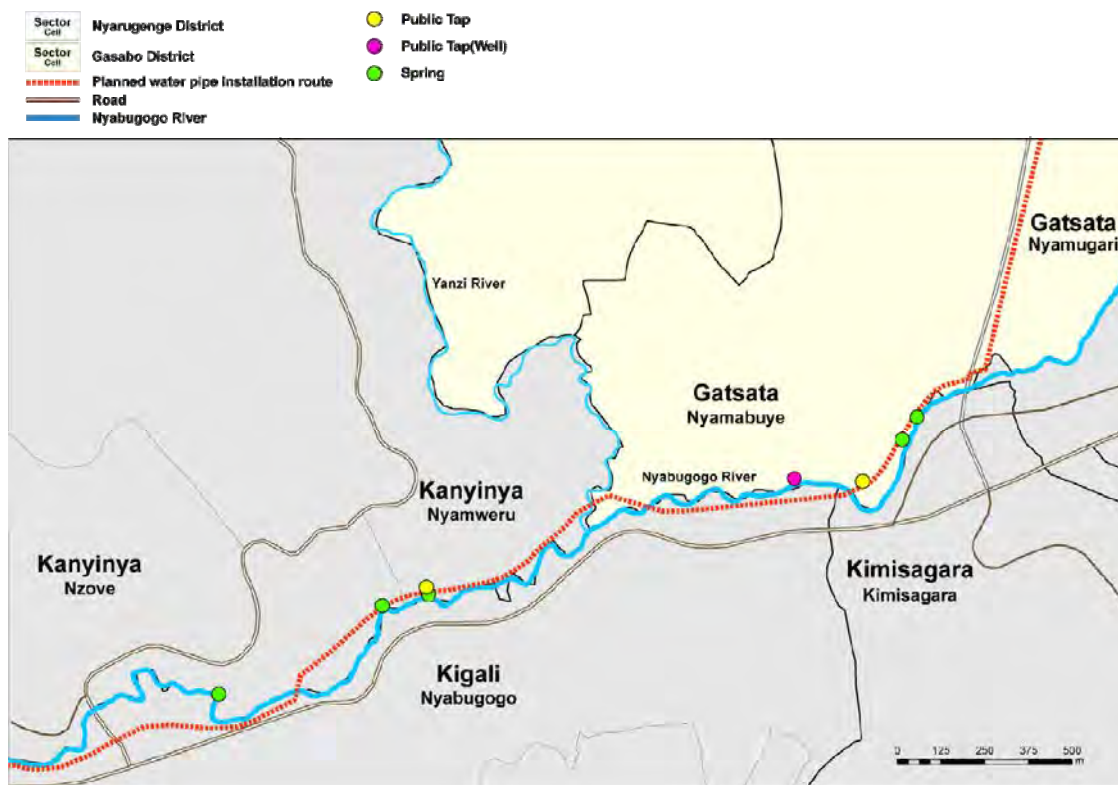 Sector
Cell
Nyarugenge District
Sector
Cell
Gasabo District
Planned water pipe installation route
Road
Nyabugogo River
Public Tap
Public Tap(Well)
Spring
Gatsata
Nyamugari
Yanzi River
Gatsata
Nyamabuye
Nyabugogo River
Kanyinya
Nyamweru
Kanyinya
Nzove
Kimisagara
Kimisagara
Kigali
Nyabugogo
0 125 250 375 500
m